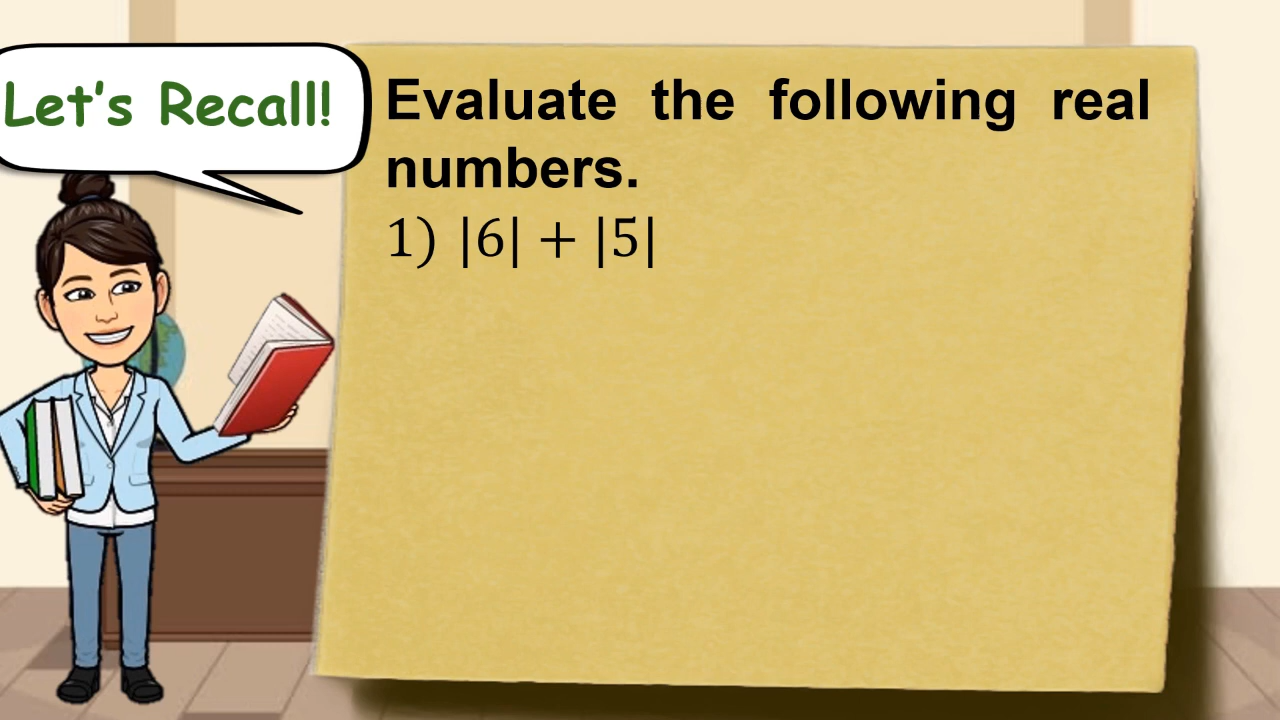 Let's Recall!
Evaluate the following real
numbers.
1) |6| + |5|